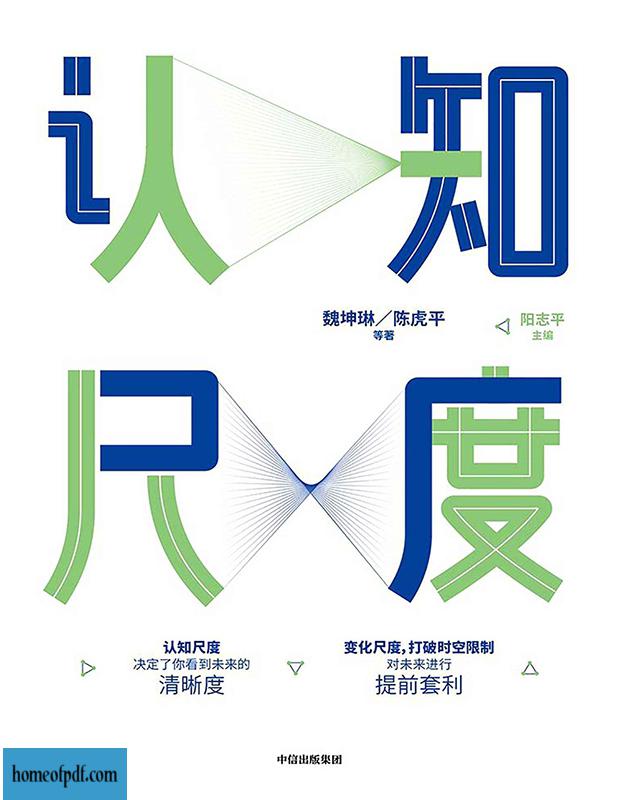 认知
魏坤琳／陈虎平
等著
阳志平
主编
尺度
认知尺度
决定了你看到未来的
清晰度
变化尺度，打破时空限制
对未来进行
提前套利
中信出版集团
homeofpdf.com